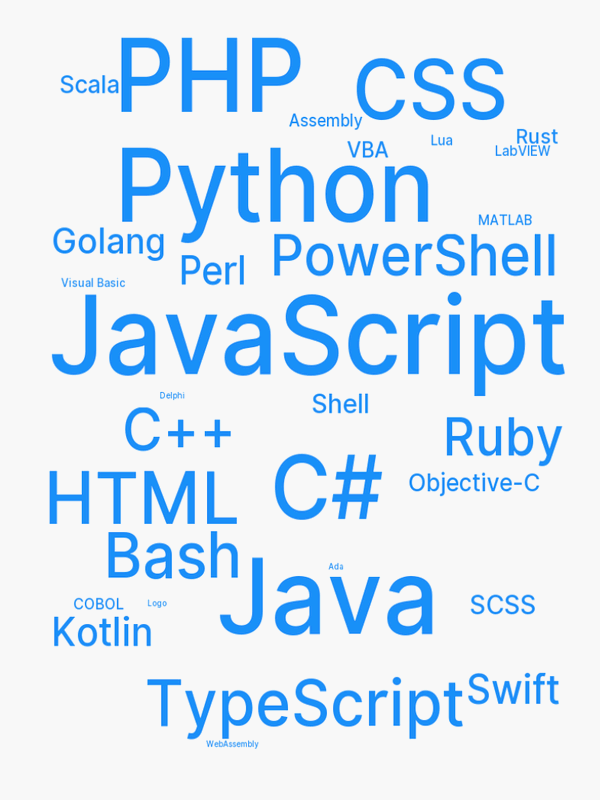 PHP
CSS
Scala
Assembly
Lua
Rust
VBA
LabVIEW
Python
MATLAB
Golang
PowerShell
Perl
Visual Basic
JavaScript
Delphi
Shell
C++
Ruby
C#
Objective-C
HTML
Bash
Java
Ada
COBOL
Logo
SCSS
Kotlin
TypeScript
Swift
WebAssembly